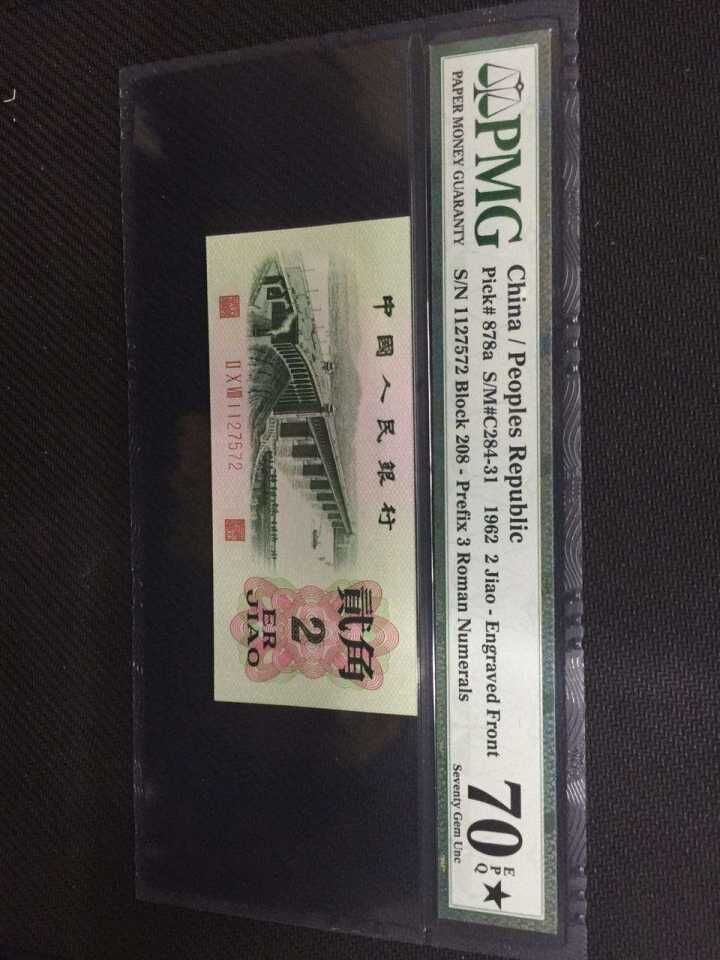 PMG
PAPER MONEY GUARANTY
China / Peoples Republic
Pick# 878a S/M#C284-31 1962 2 Jiao - Engraved Front
S/N 1127572 Block 208 - Prefix 3 Roman Numerals
70 EPQ ★
Seventy Gem Unc
中國人民銀行
貳角
2
ER
JIAO
1127572